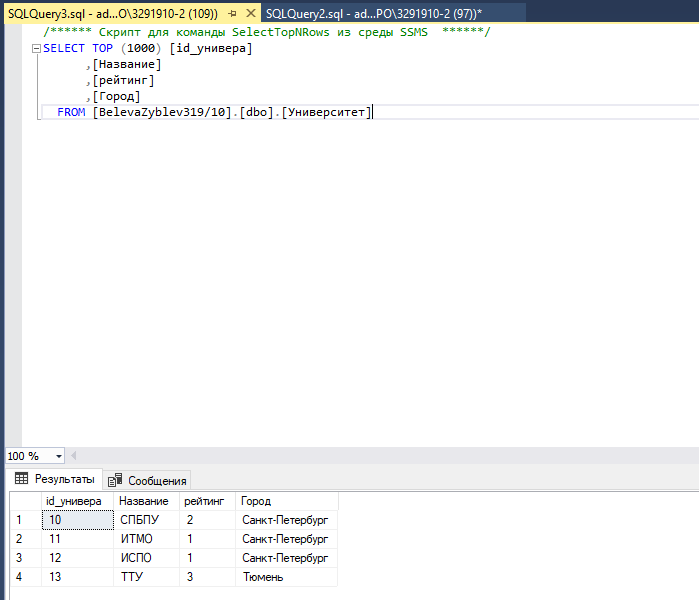 SQLQuery3.sql - ad...O\3291910-2 (109)) SQLQuery2.sql - ad...PO\3291910-2 (97))*
/****** Скрипт для команды SelectTopNRows из среды SSMS ******/
SELECT TOP (1000) [id_универа]
,[Название]
,[рейтинг]
,[Город]
FROM [BelevaZyblev319/10].[dbo].[Университет]
100 %
Результаты Сообщения
id_универа Название рейтинг Город
1 10 СПБПУ 2 Санкт-Петербург
2 11 ИТМО 1 Санкт-Петербург
3 12 ИСПО 1 Санкт-Петербург
4 13 ТТУ 3 Тюмень